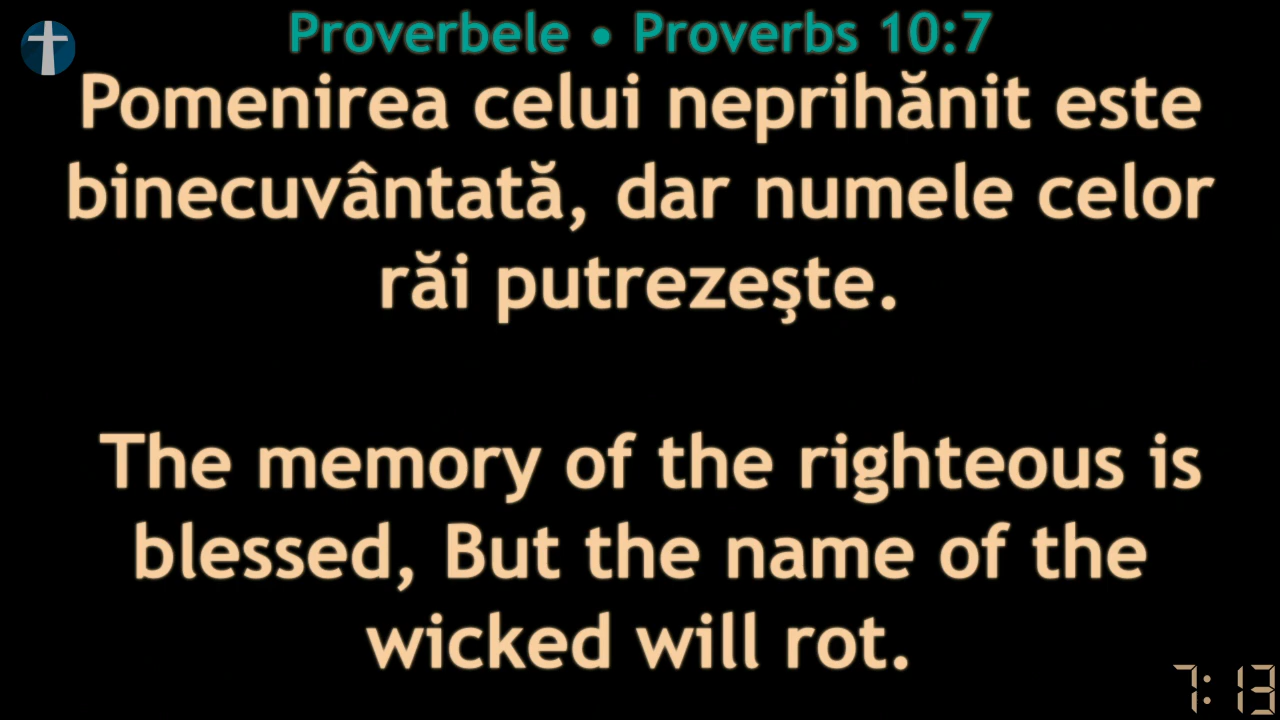 Proverbele • Proverbs 10:7
Pomenirea celui neprihănit este
binecuvântată, dar numele celor
răi putrezeşte.
The memory of the righteous is
blessed, But the name of the
wicked will rot.
7:13